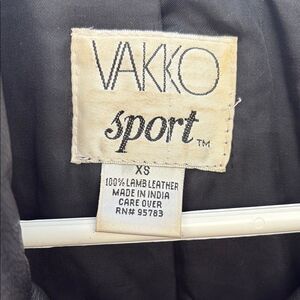 VAKKO
sport™
XS
100% LAMB LEATHER
MADE IN INDIA
CARE OVER
RN# 95783